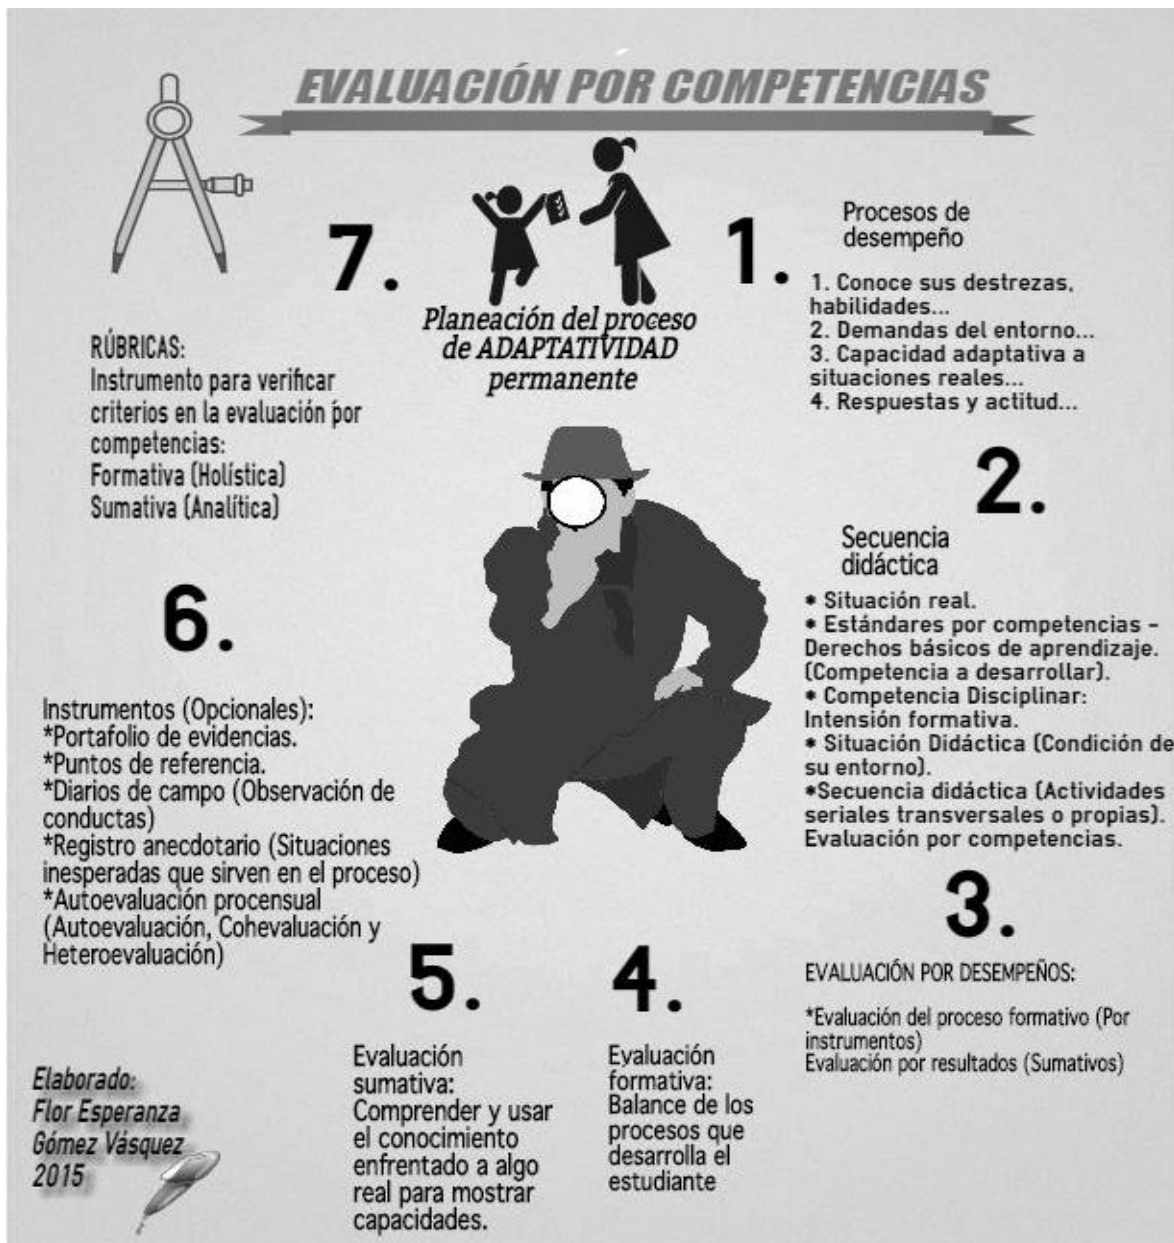 EVALUACIÓN POR COMPETENCIAS
Planeación del proceso
de ADAPTATIVIDAD
permanente
1.
Procesos de
desempeño
1. Conoce sus destrezas,
habilidades...
2. Demandas del entorno...
3. Capacidad adaptativa a
situaciones reales...
4. Respuestas y actitud...
2.
Secuencia
didáctica
* Situación real.
* Estándares por competencias -
Derechos básicos de aprendizaje.
(Competencia a desarrollar).
* Competencia Disciplinar:
Intensión formativa.
* Situación Didáctica (Condición de
su entorno).
*Secuencia didáctica (Actividades
seriales transversales o propias).
Evaluación por competencias.
3.
EVALUACIÓN POR DESEMPEÑOS:
*Evaluación del proceso formativo (Por
instrumentos)
Evaluación por resultados (Sumativos)
4.
Evaluación
formativa:
Balance de los
procesos que
desarrolla el
estudiante
5.
Evaluación
sumativa:
Comprender y usar
el conocimiento
enfrentado a algo
real para mostrar
capacidades.
6.
Instrumentos (Opcionales):
*Portafolio de evidencias.
*Puntos de referencia.
*Diarios de campo (Observación de
conductas)
*Registro anecdotario (Situaciones
inesperadas que sirven en el proceso)
*Autoevaluación procensual
(Autoevaluación, Cohevaluación y
Heteroevaluación)
7.
RÚBRICAS:
Instrumento para verificar
criterios en la evaluación por
competencias:
Formativa (Holística)
Sumativa (Analítica)
Elaborado:
Flor Esperanza
Gómez Vásquez
2015